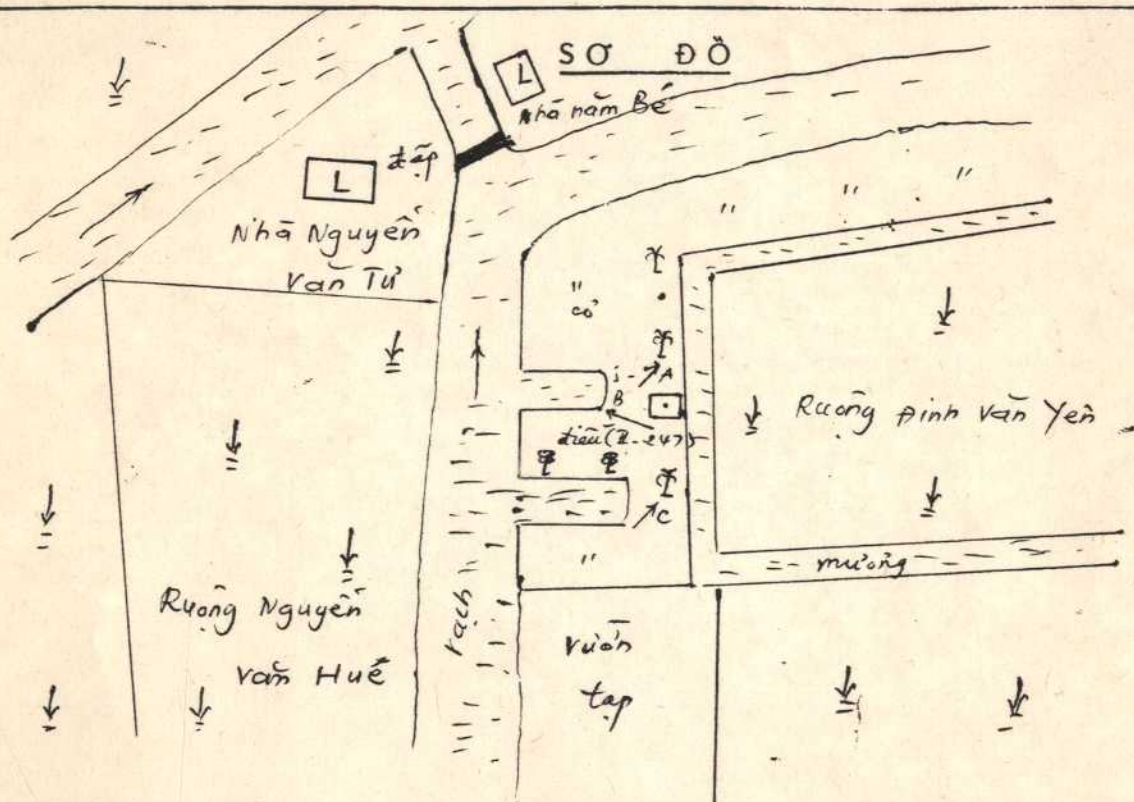 SƠ ĐỒ
L
Nhà năm Bé
đập
L
Nhà Nguyễn
Văn Tư
"
"
"
"
cỏ
A
B
điều (I-247)
C
Ruộng Đinh Văn Yên
"
mương
Ruộng Nguyễn
Văn Huế
rạch
vườn
tạp